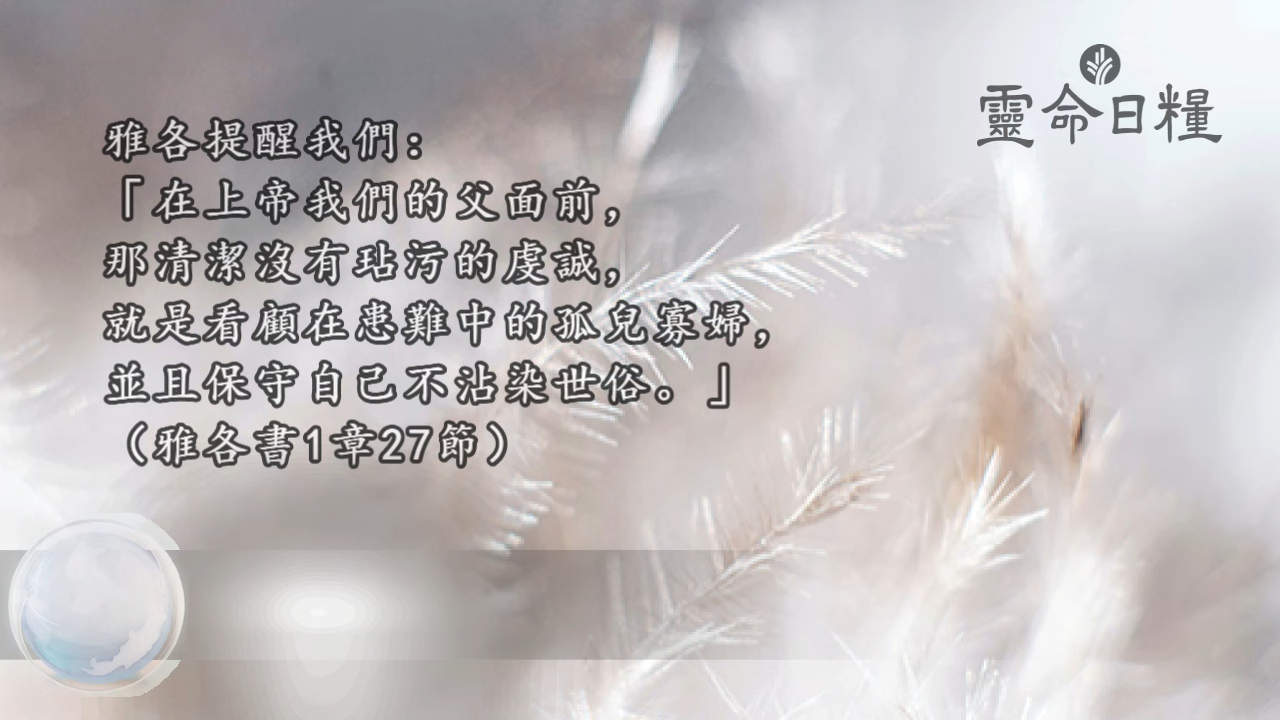 靈命日糧
雅各提醒我們：
「在上帝我們的父面前，
那清潔沒有玷污的虔誠，
就是看顧在患難中的孤兒寡婦，
並且保守自己不沾染世俗。」
（雅各書1章27節）